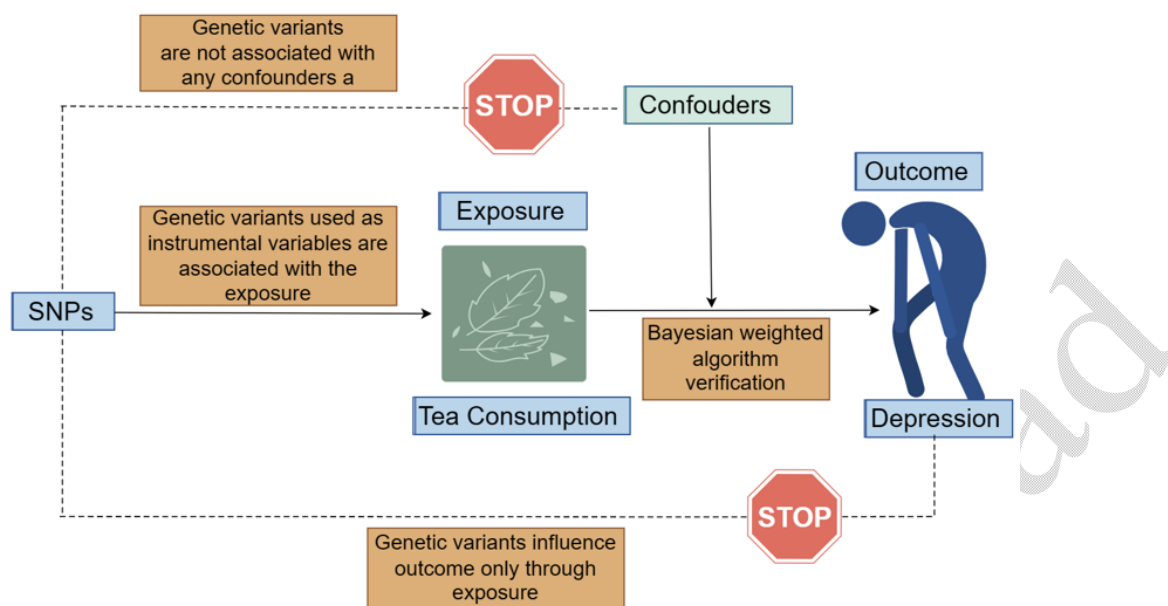 Genetic variants
are not associated with
any confounders a
STOP
Confouders
Outcome
Genetic variants used as
instrumental variables are
associated with the
exposure
Exposure
SNPs
Bayesian weighted
algorithm
verification
Tea Consumption
Depression
STOP
Genetic variants influence
outcome only through
exposure
ad